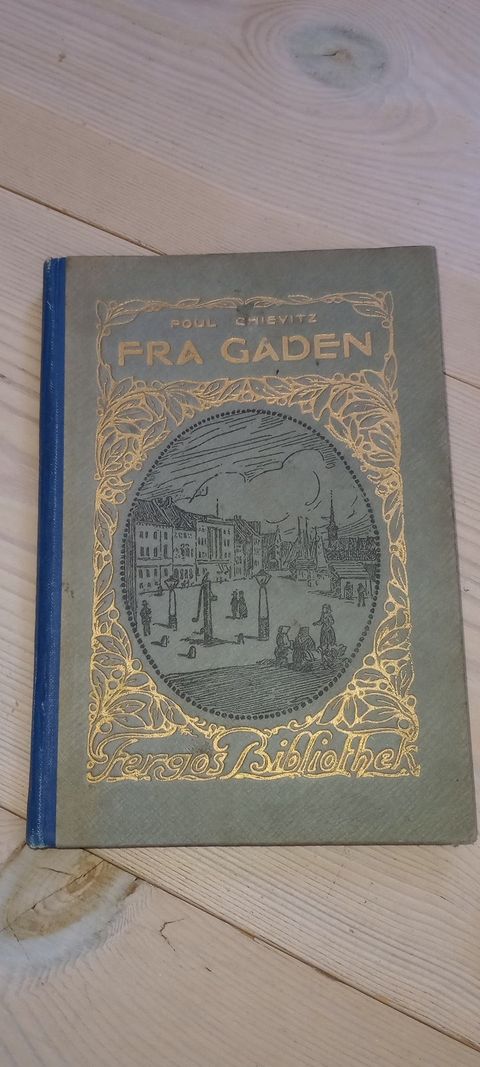 POUL CHIEVITZ
FRA GADEN
Fergos Bibliothek